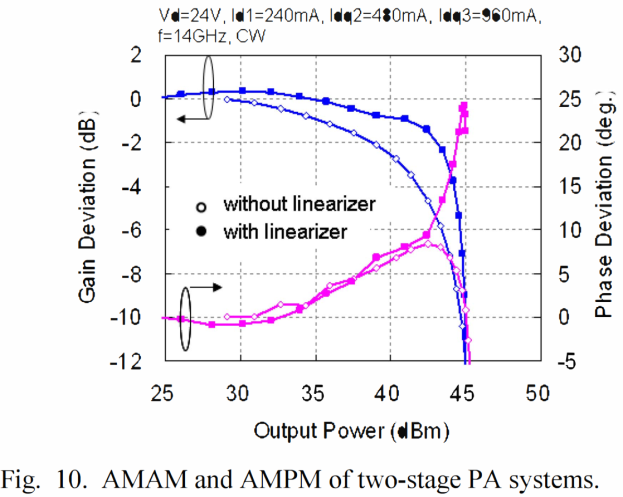 Vd=24V, Id1=240mA, Idq2=480mA, Idq3=960mA,
f=14GHz, CW
2
0
-2
-4
-6
-8
-10
-12
Gain Deviation (dB)
without linearizer
with linearizer
30
25
20
15
10
5
0
-5
Phase Deviation (deg.)
25
30
35
40
45
50
Output Power (dBm)
Fig. 10. AMAM and AMPM of two-stage PA systems.